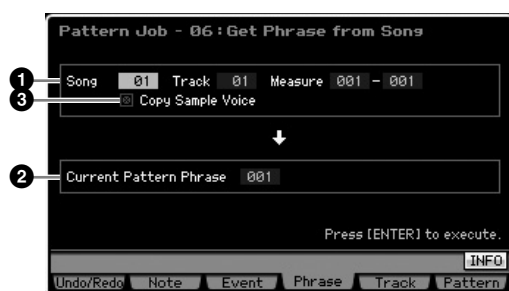 Pattern Job - 06:Get Phrase from Song
1 Song 01 Track 01 Measure 001 - 001
3 Copy Sample Voice
2 Current Pattern Phrase 001
Press [ENTER] to execute.
INFO
Undo/Redo Note Event Phrase Track Pattern